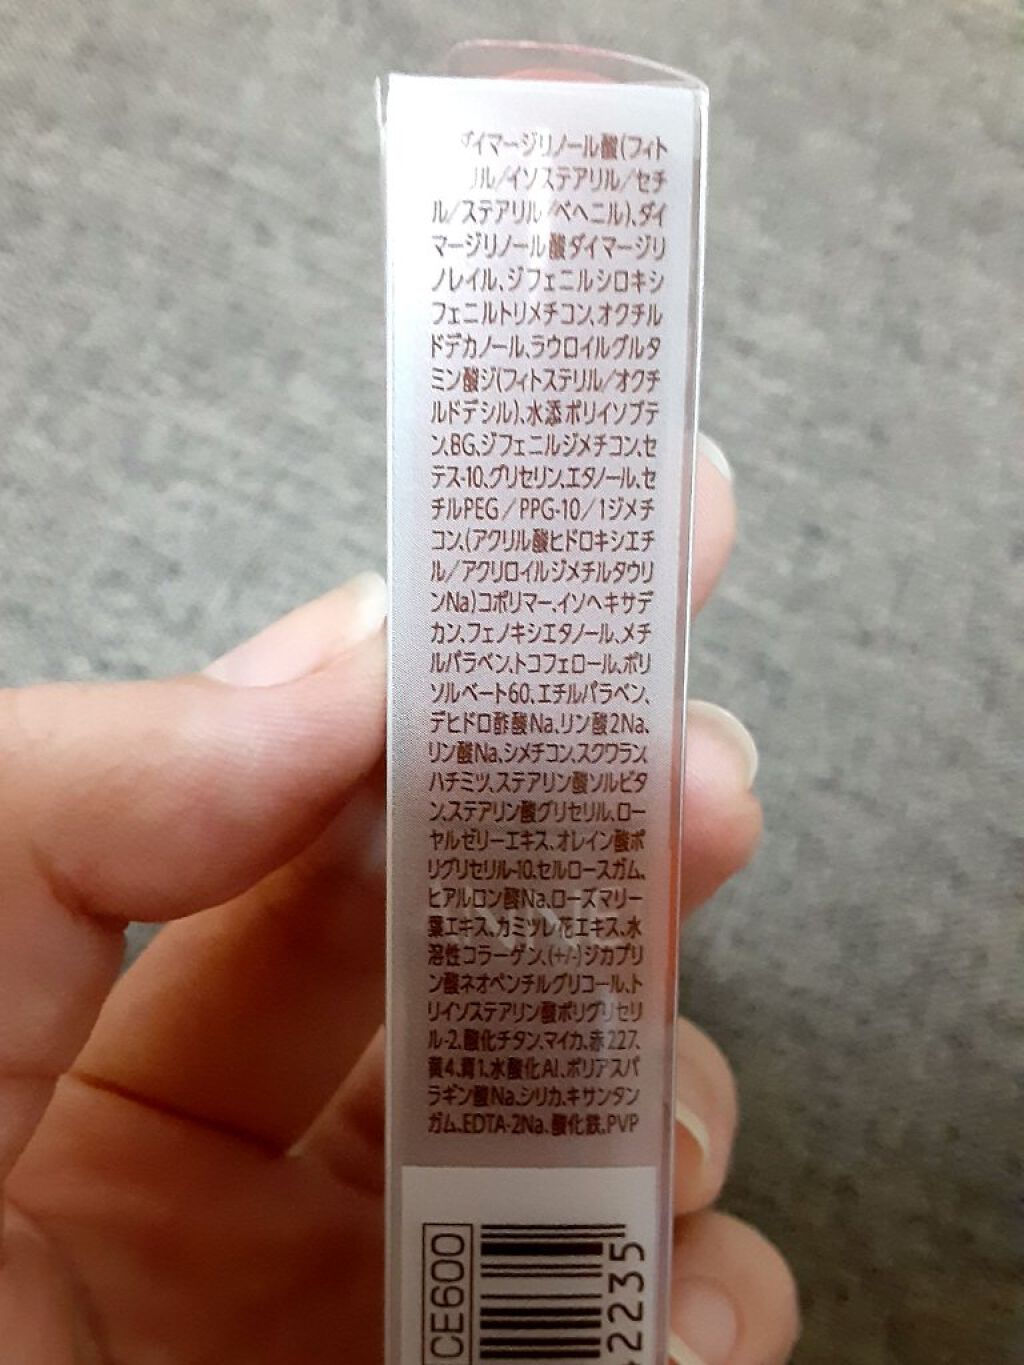 ダイマージリノール酸(フィト
ル/イソステアリル/セチ
ル/ステアリル/ベヘニル)、ダイ
マージリノール酸ダイマージリ
ノレイル、ジフェニルシロキシ
フェニルトリメチコン、オクチル
ドデカノール、ラウロイルグルタ
ミン酸ジ(フィトステリル/オクチ
ルドデシル)、水添ポリイソブテ
ン、BG、ジフェニルジメチコン、セ
テス-10、グリセリン、エタノール、セ
チルPEG/PPG-10/1ジメチ
コン、(アクリル酸ヒドロキシエチ
ル/アクリロイルジメチルタウリ
ンNa)コポリマー、イソヘキサデ
カン、フェノキシエタノール、メチ
ルパラベン、トコフェロール、ポリ
ソルベート60、エチルパラベン、
デヒドロ酢酸Na、リン酸2Na、
リン酸Na、シメチコン、スクワラン、
ハチミツ、ステアリン酸ソルビタ
ン、ステアリン酸グリセリル、ロー
ヤルゼリーエキス、オレイン酸ポ
リグリセリル-10、セルロースガム、
ヒアルロン酸Na、ローズマリー
葉エキス、カミツレ花エキス、水
溶性コラーゲン、(+/-)ジカプリ
ン酸ネオペンチルグリコール、ト
リイソステアリン酸ポリグリセリ
ル-2、酸化チタン、マイカ、赤227、
黄4、青1、水酸化Al、ポリアスパ
ラギン酸Na、シリカ、キサンタン
ガム、EDTA-2Na、酸化鉄、PVP
CE600
2235